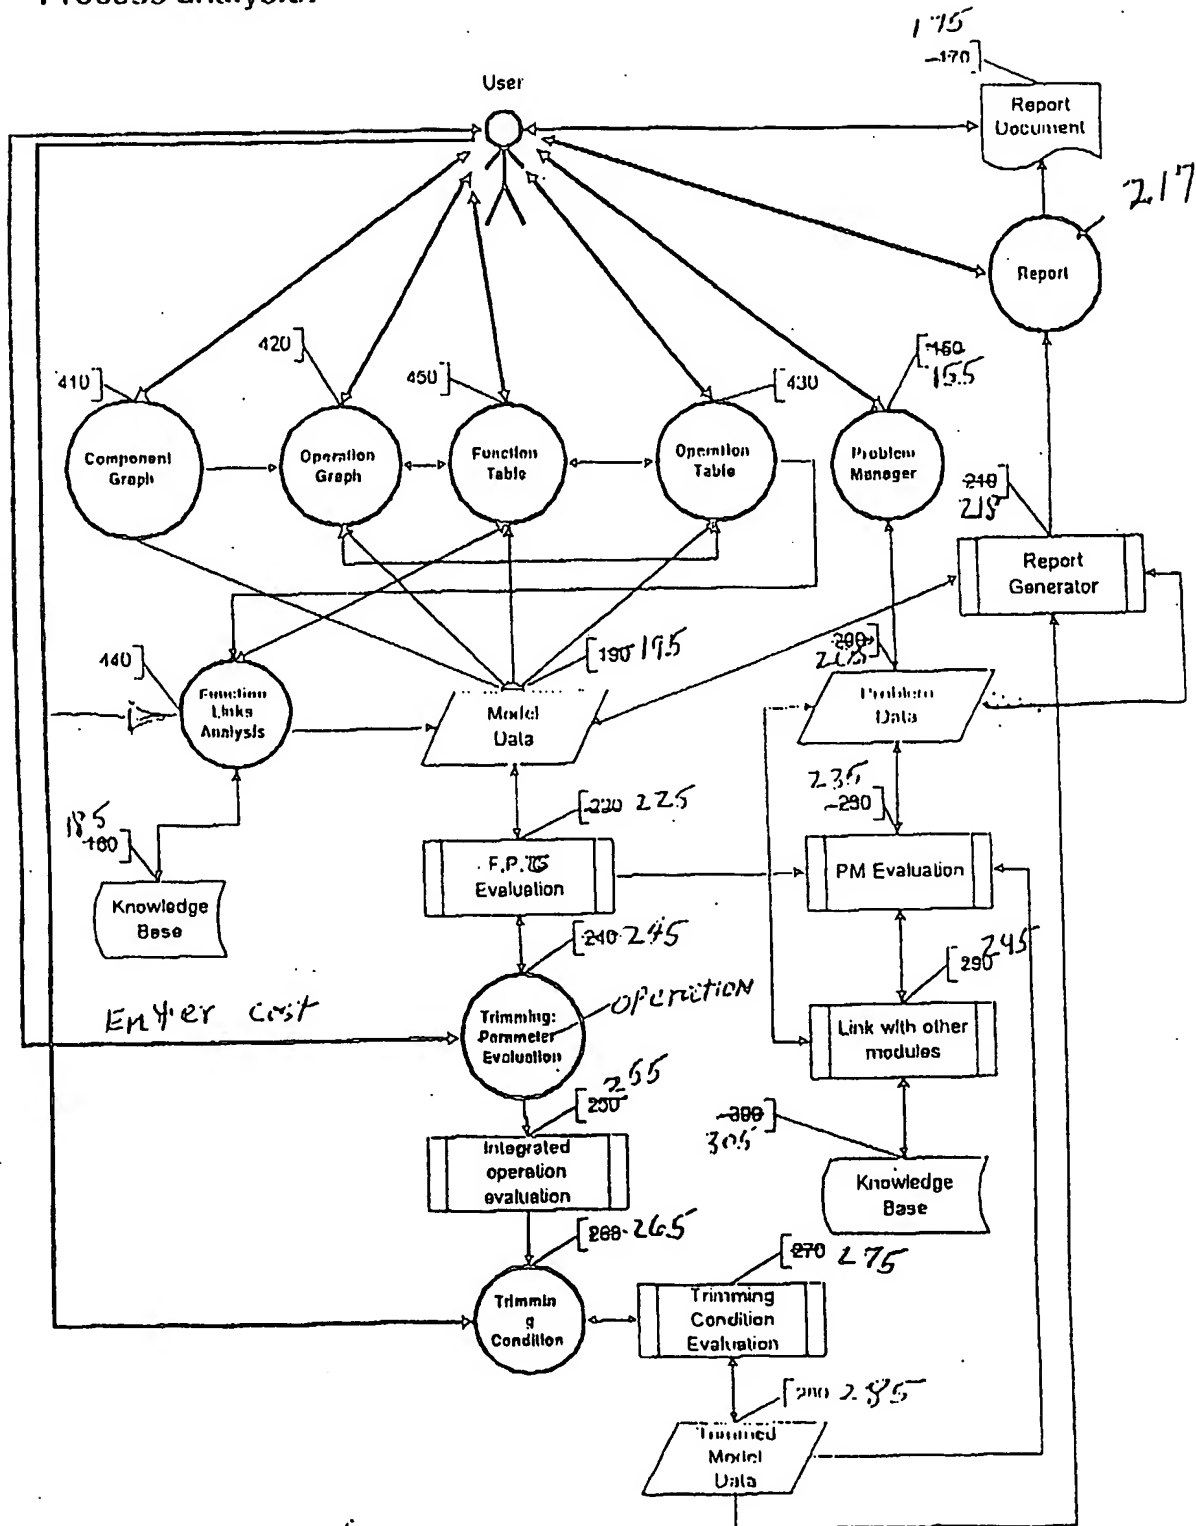 Process analysis.
175
170
User
Report
Document
217
Report
420
410
450
430
160
155
Component
Graph
Operation
Graph
Function
Table
Operation
Table
Problem
Manager
210
215
Report
Generator
440
190 195
200
Function
Links
Analysis
Model
Data
Problem
Data
235
230
185
180
220 225
Knowledge
Base
F.P.
Evaluation
PM Evaluation
240 245
290 245
Enter cost
Trimming:
Parameter
Evaluation
OPERATION
Link with other
modules
255
250
300
305
Integrated
operation
evaluation
Knowledge
Base
260 265
270 275
Trimmin
g
Condition
Trimming
Condition
Evaluation
280 285
Trimmed
Model
Data